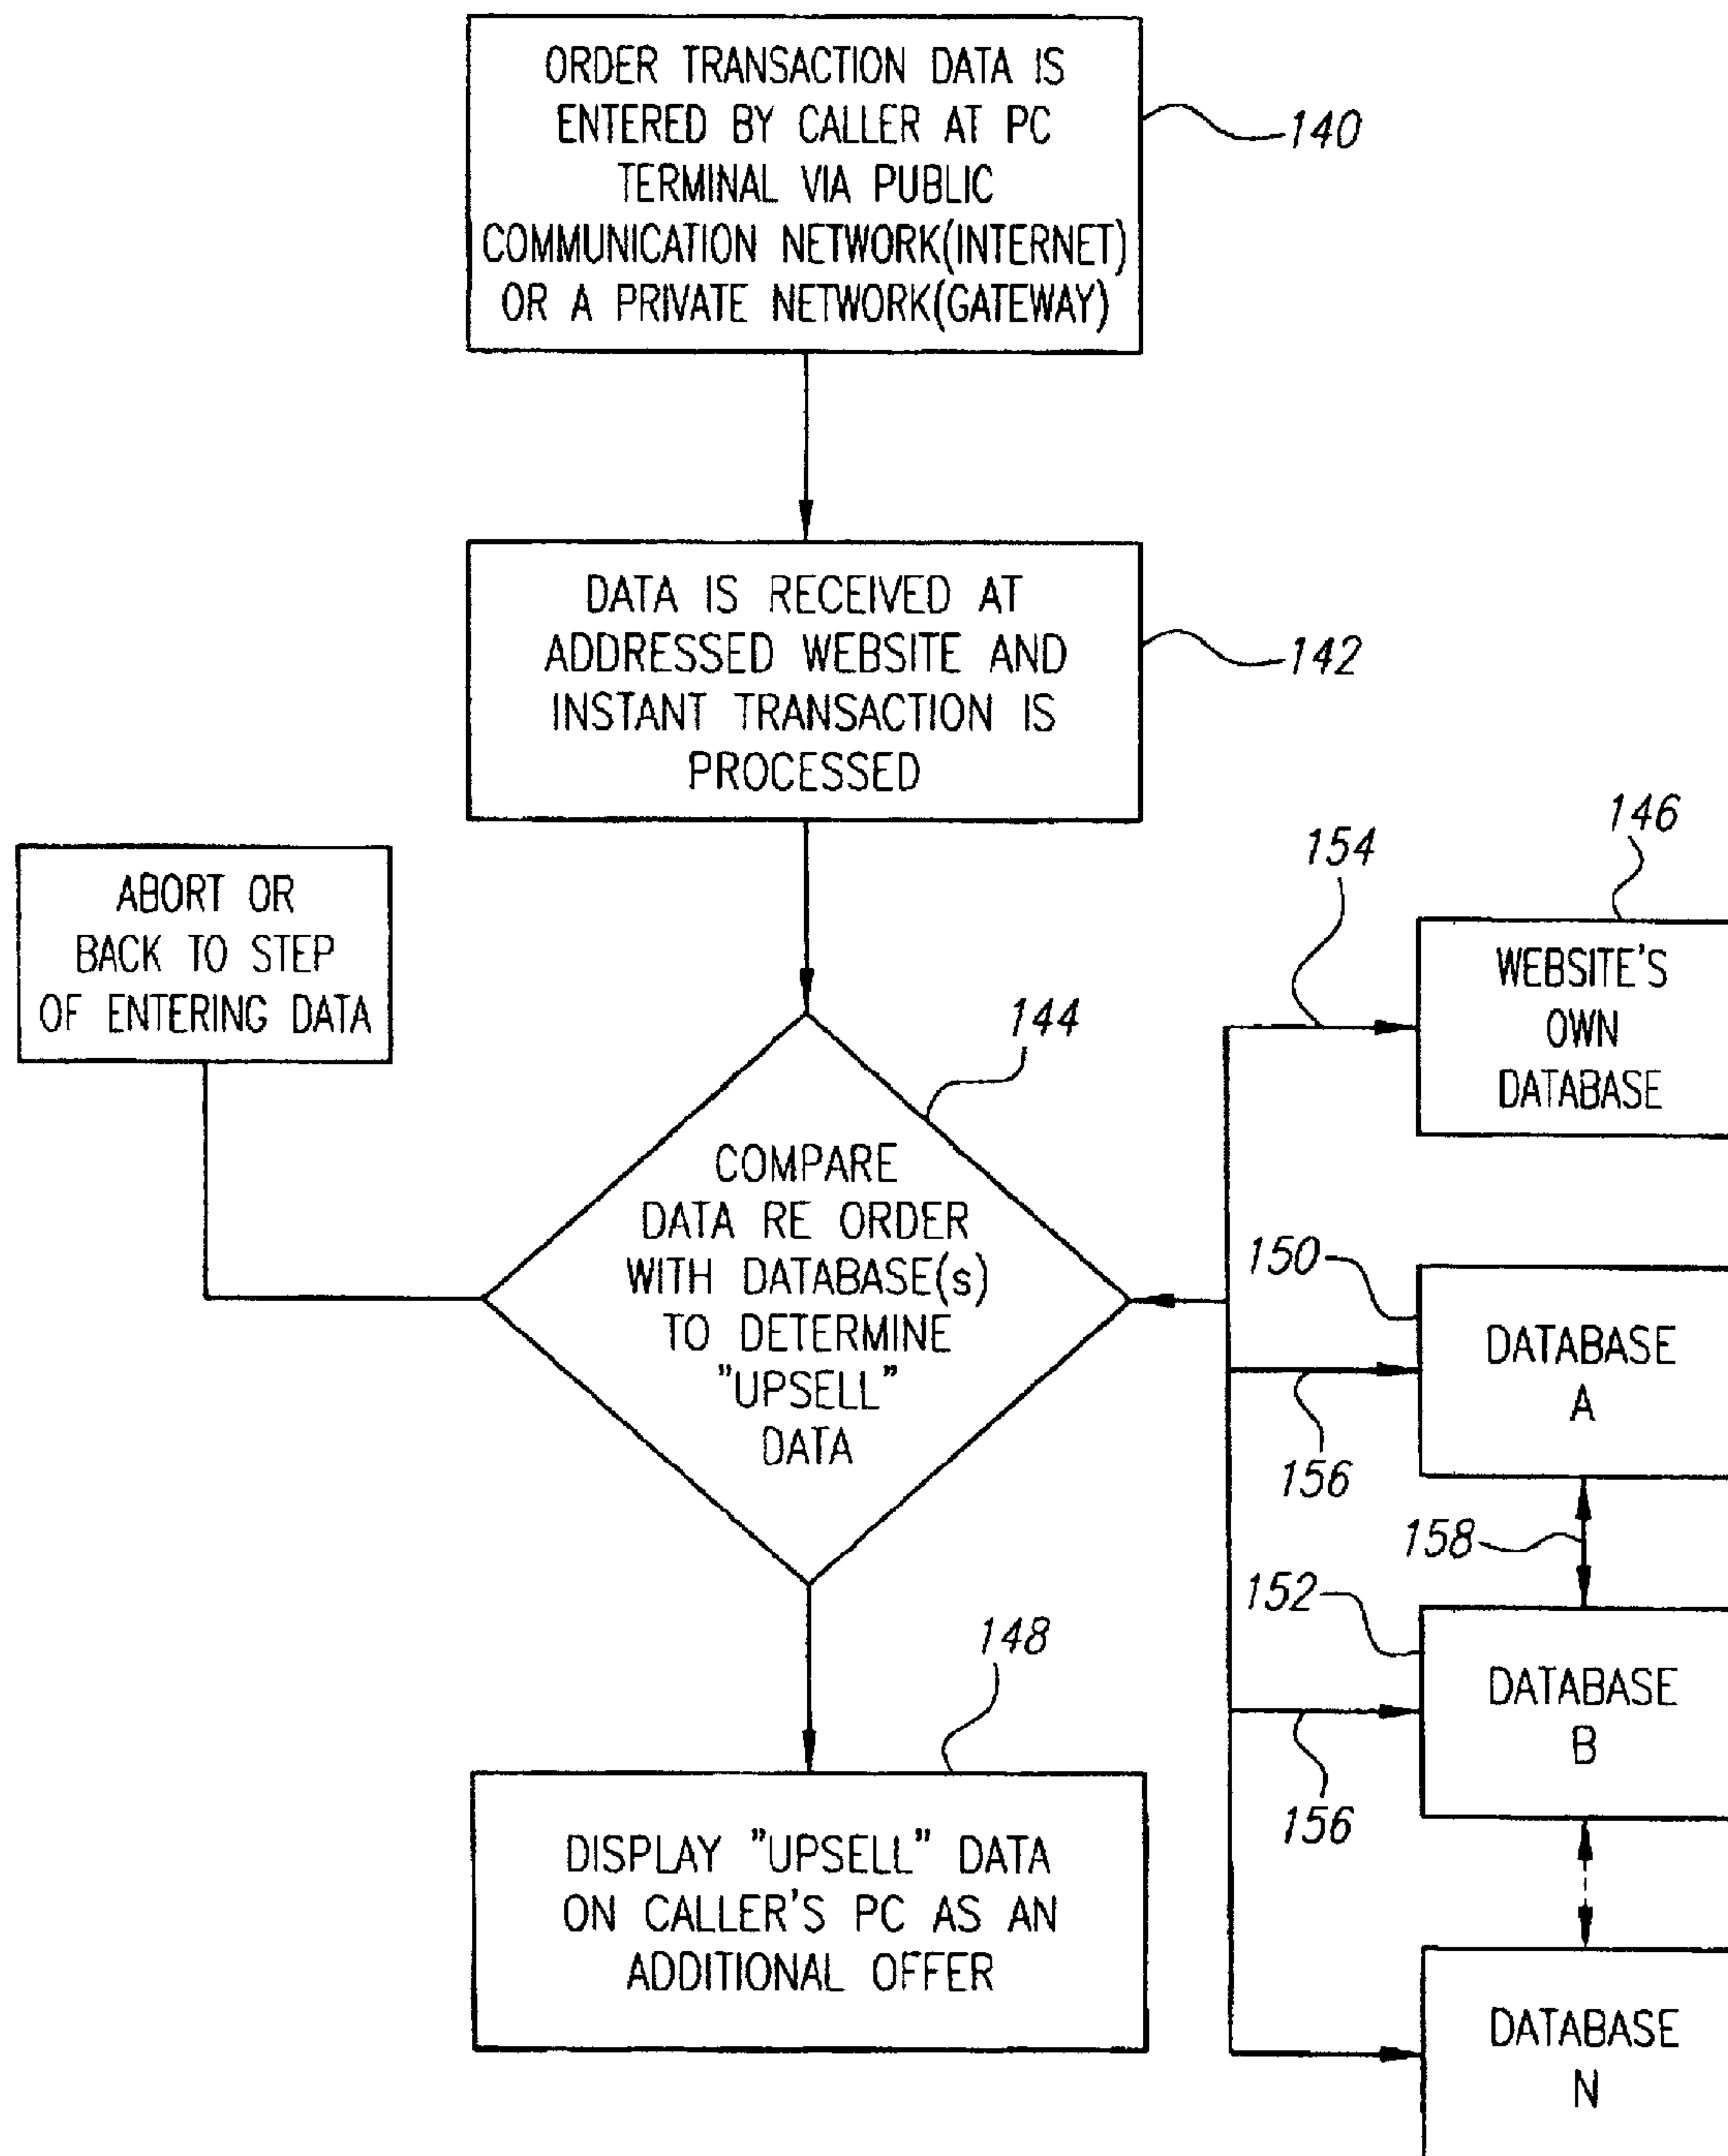 ORDER TRANSACTION DATA IS
ENTERED BY CALLER AT PC
TERMINAL VIA PUBLIC
COMMUNICATION NETWORK(INTERNET)
OR A PRIVATE NETWORK(GATEWAY)
140
DATA IS RECEIVED AT
ADDRESSED WEBSITE AND
INSTANT TRANSACTION IS
PROCESSED
142
ABORT OR
BACK TO STEP
OF ENTERING DATA
144
COMPARE
DATA RE ORDER
WITH DATABASE(s)
TO DETERMINE
"UPSELL"
DATA
154
146
WEBSITE'S
OWN
DATABASE
150
DATABASE
A
156
158
152
DATABASE
B
156
148
DISPLAY "UPSELL" DATA
ON CALLER'S PC AS AN
ADDITIONAL OFFER
DATABASE
N